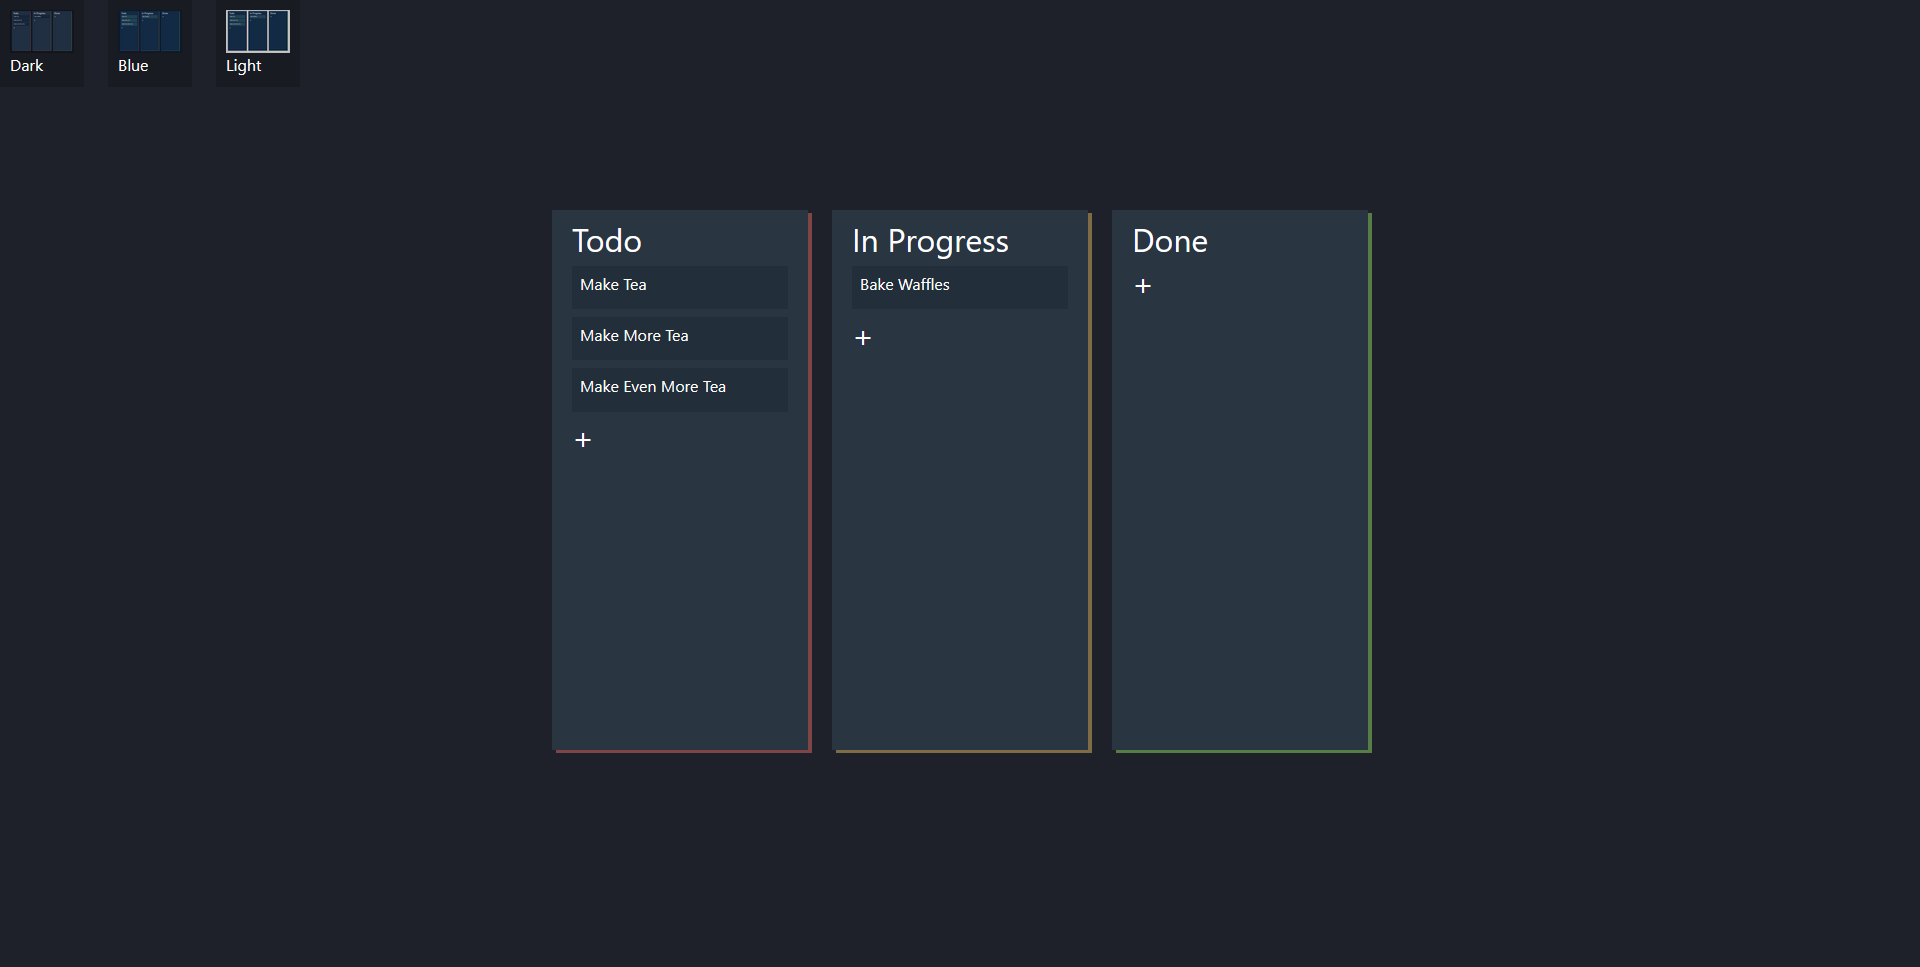 Dark
Blue
Light
Todo
Make Tea
Make More Tea
Make Even More Tea
+
In Progress
Bake Waffles
+
Done
+